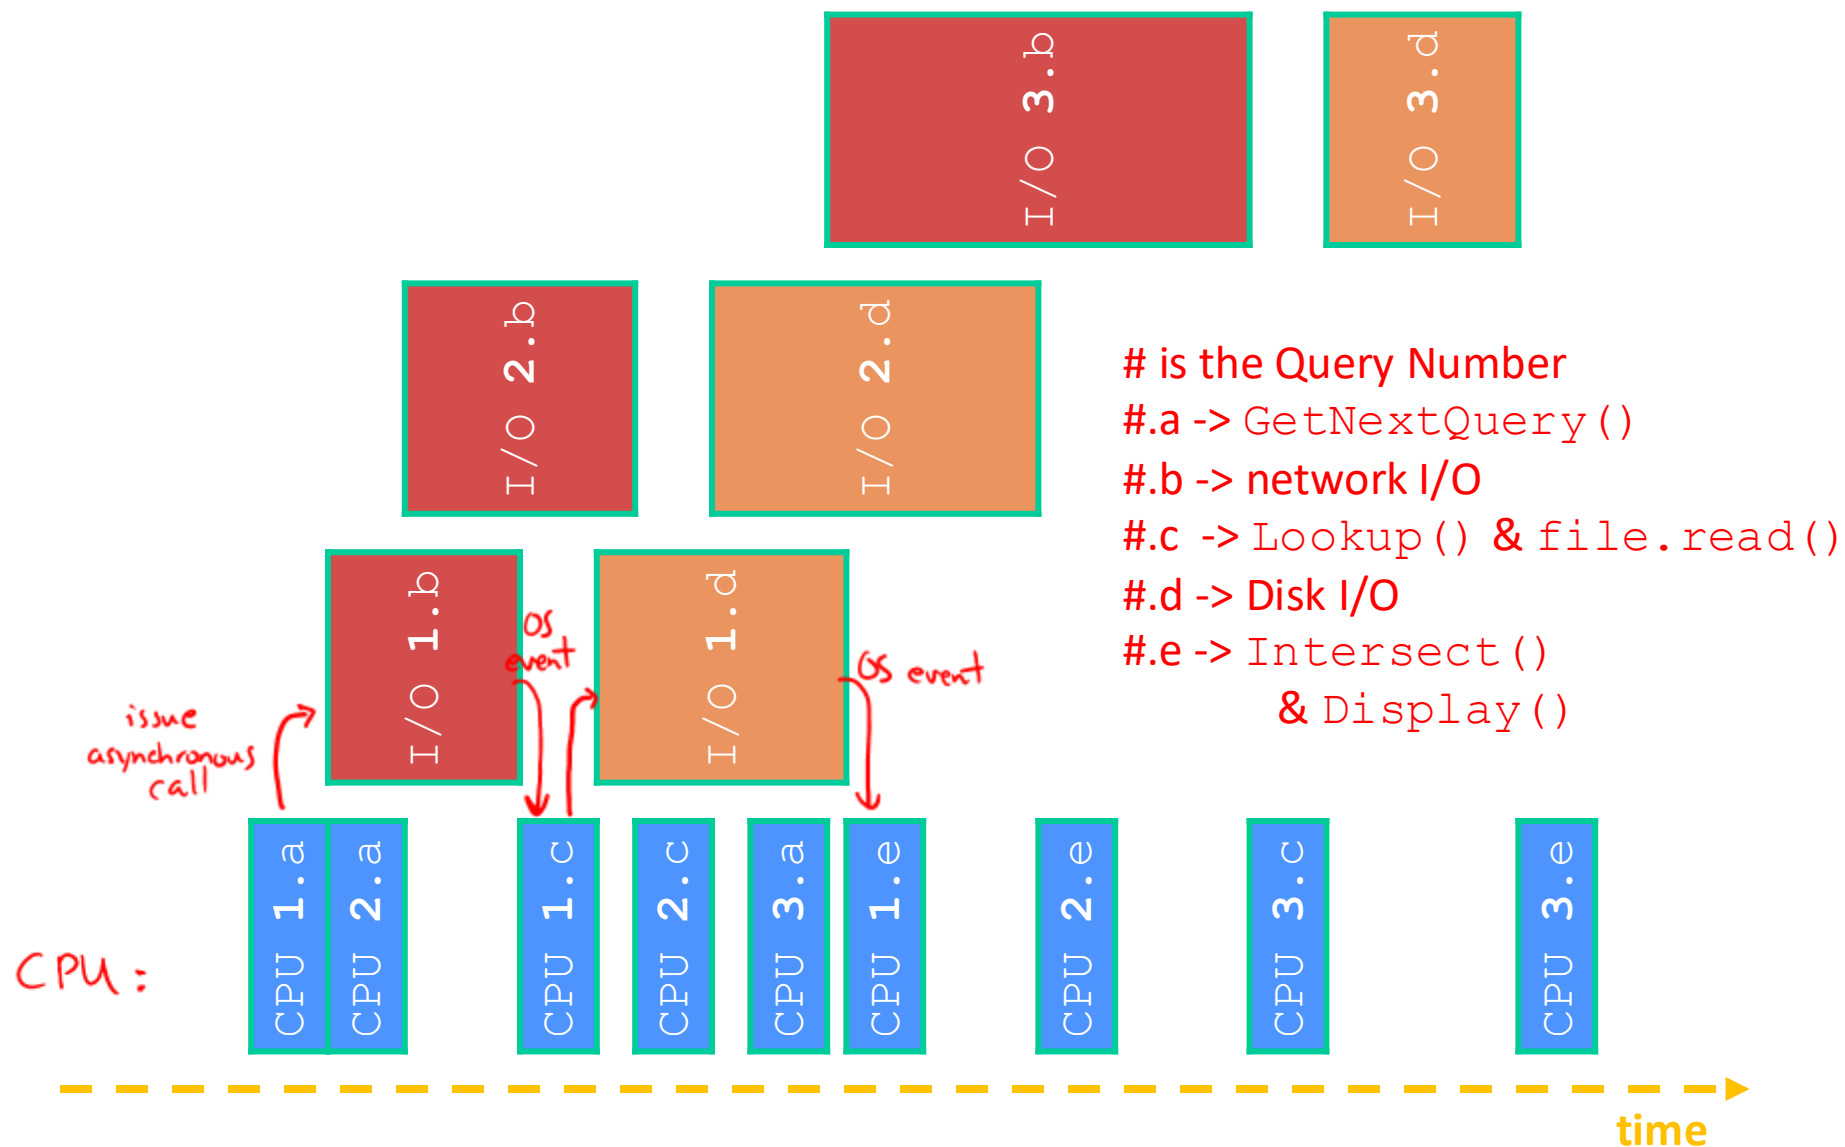 I/O 3.b
I/O 3.d
I/O 2.b
I/O 2.d
# is the Query Number
#.a -> GetNextQuery()
#.b -> network I/O
#.c -> Lookup() & file.read()
#.d -> Disk I/O
#.e -> Intersect()
& Display()
I/O 1.b
OS
event
I/O 1.d
OS event
issue
asynchronous
call
CPU:
CPU 1.a
CPU 2.a
CPU 1.c
CPU 2.c
CPU 3.a
CPU 1.e
CPU 2.e
CPU 3.c
CPU 3.e
time